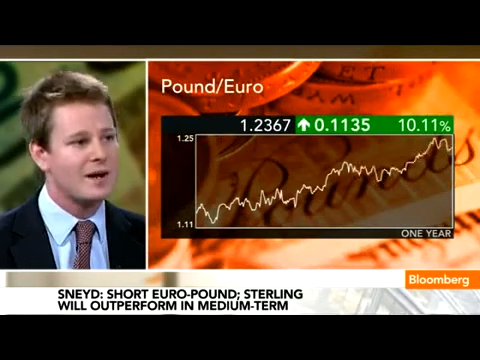 Pound/Euro
1.2367 0.1135 10.11%
1.25
1.11
ONE YEAR
Bloomberg
SNEYD: SHORT EURO-POUND; STERLING
WILL OUTPERFORM IN MEDIUM-TERM